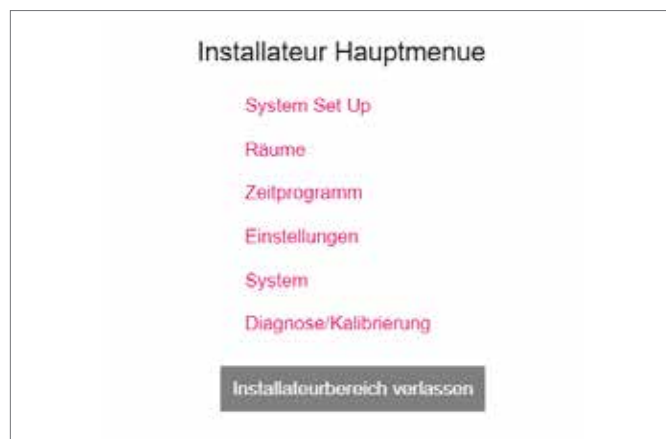 Installateur Hauptmenue
System Set Up
Räume
Zeitprogramm
Einstellungen
System
Diagnose/Kalibrierung
Installateurbereich verlassen